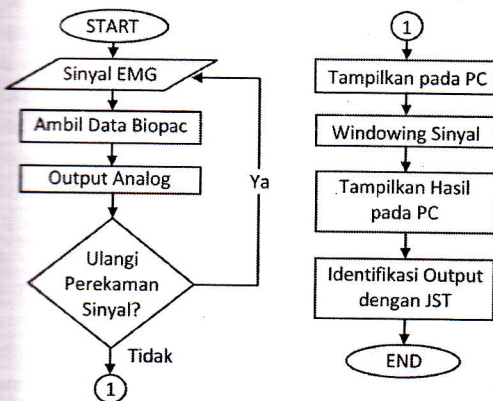 START
Sinyal EMG
Ambil Data Biopac
Output Analog
Ulangi
Perekaman
Sinyal?
Ya
Tidak
1
1
Tampilkan pada PC
Windowing Sinyal
Tampilkan Hasil
pada PC
Identifikasi Output
dengan JST
END